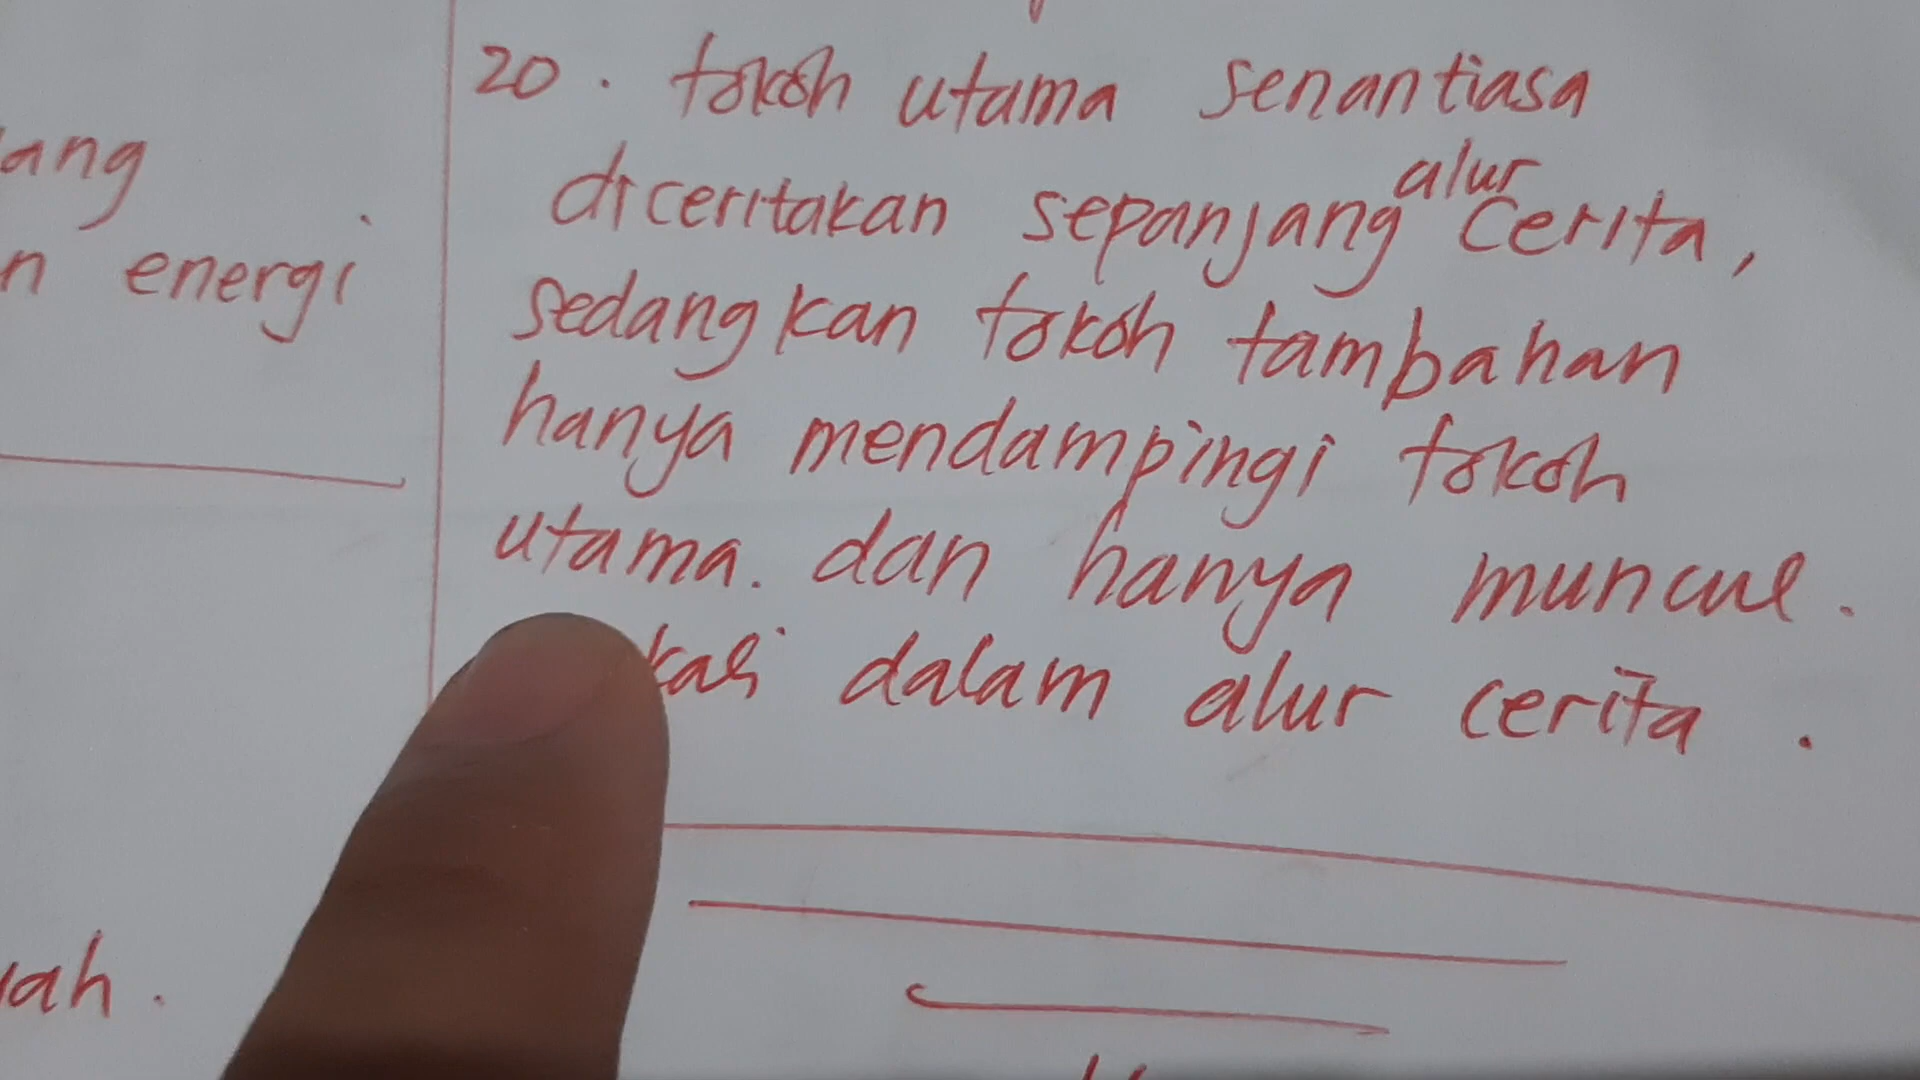 20. tokoh utama senantiasa
diceritakan sepanjang alur cerita,
sedangkan tokoh tambahan
hanya mendampingi tokoh
utama. dan hanya muncul.
kali dalam alur cerita.
ang
n energi
ah.